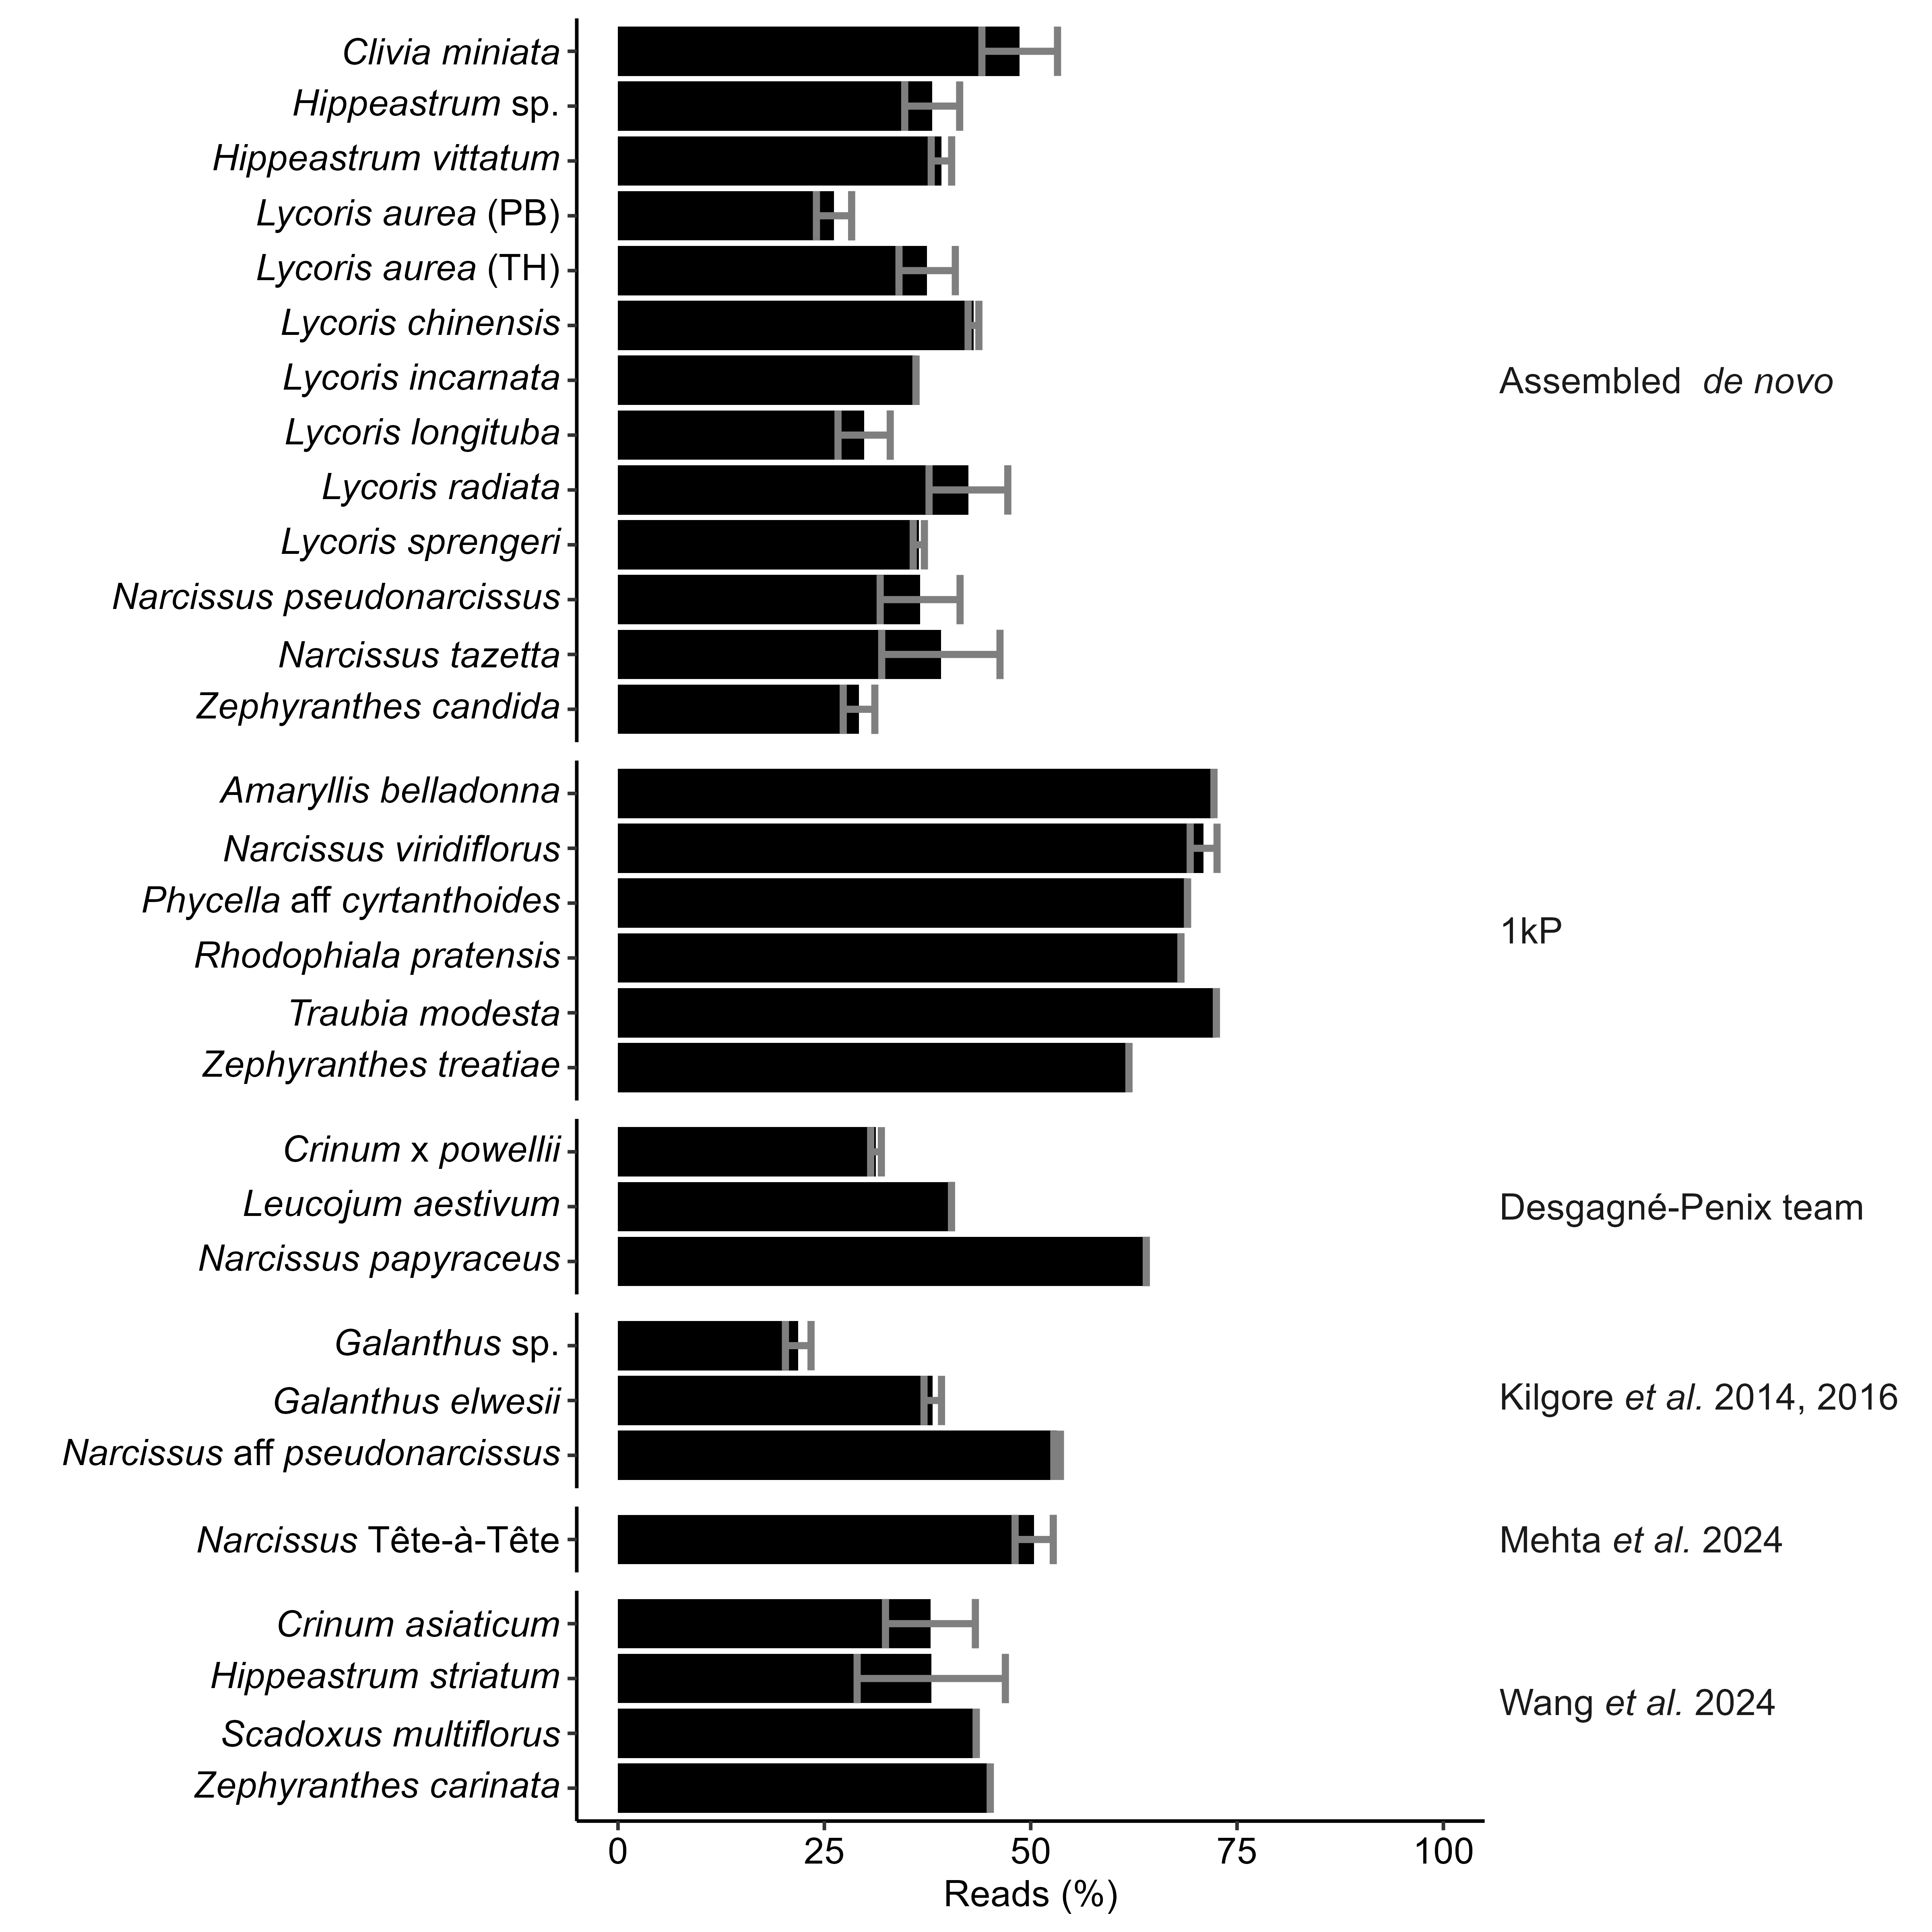 Clivia miniata
Hippeastrum sp.
Hippeastrum vittatum
Lycoris aurea (PB)
Lycoris aurea (TH)
Lycoris chinensis
Lycoris incarnata
Lycoris longituba
Lycoris radiata
Lycoris sprengeri
Narcissus pseudonarcissus
Narcissus tazetta
Zephyranthes candida
Assembled de novo
Amaryllis belladonna
Narcissus viridiflorus
Phycella aff cyrtanthoides
Rhodophiala pratensis
Traubia modesta
Zephyranthes treatiae
1kP
Crinum x powellii
Leucojum aestivum
Narcissus papyraceus
Desgagné-Penix team
Galanthus sp.
Galanthus elwesii
Narcissus aff pseudonarcissus
Kilgore et al. 2014, 2016
Narcissus Tête-à-Tête
Mehta et al. 2024
Crinum asiaticum
Hippeastrum striatum
Scadoxus multiflorus
Zephyranthes carinata
Wang et al. 2024
0 25 50 75 100
Reads (%)